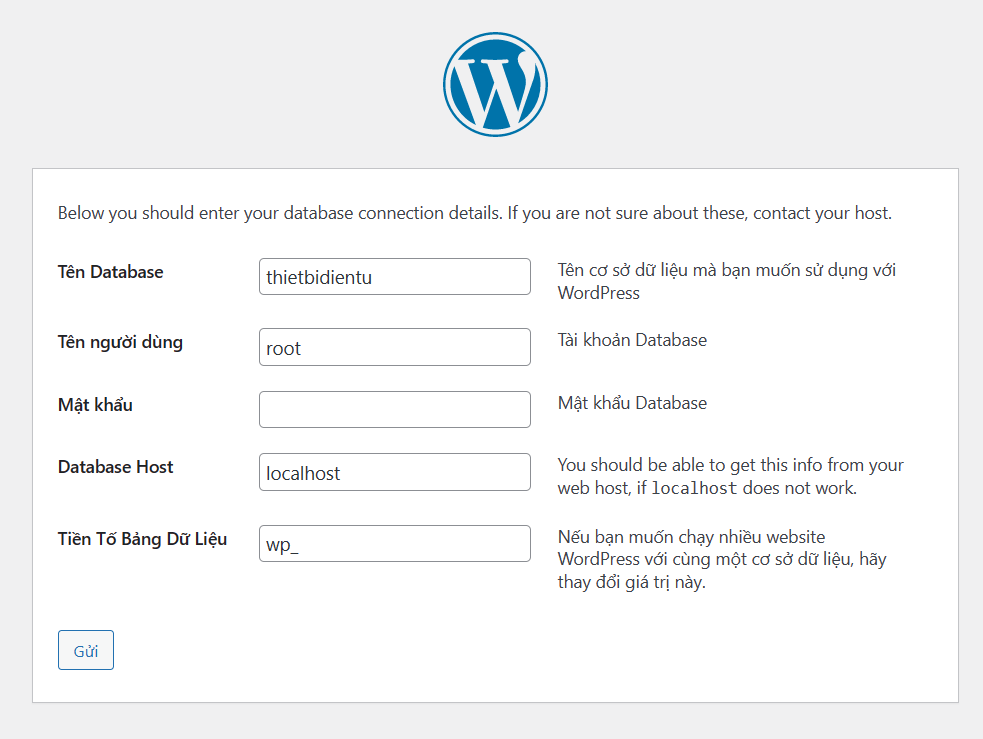 Below you should enter your database connection details. If you are not sure about these, contact your host.
Tên Database
thietbidientu
Tên cơ sở dữ liệu mà bạn muốn sử dụng với
WordPress
Tên người dùng
root
Tài khoản Database
Mật khẩu
Mật khẩu Database
Database Host
localhost
You should be able to get this info from your
web host, if localhost does not work.
Tiền Tố Bảng Dữ Liệu
wp_
Nếu bạn muốn chạy nhiều website
WordPress với cùng một cơ sở dữ liệu, hãy
thay đổi giá trị này.
Gửi